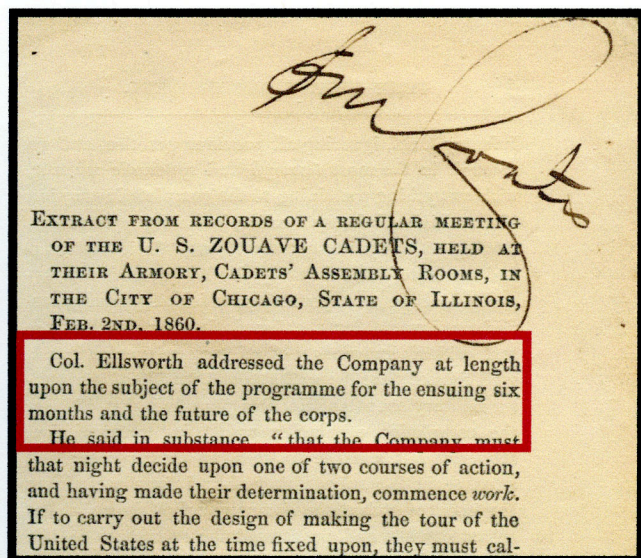 EXTRACT FROM RECORDS OF A REGULAR MEETING
OF THE U. S. ZOUAVE CADETS, HELD AT
THEIR ARMORY, CADETS' ASSEMBLY ROOMS, IN
THE CITY OF CHICAGO, STATE OF ILLINOIS,
FEB. 2ND, 1860.
Col. Ellsworth addressed the Company at length
upon the subject of the programme for the ensuing six
months and the future of the corps.
He said in substance, "that the Company must
that night decide upon one of two courses of action,
and having made their determination, commence work.
If to carry out the design of making the tour of the
United States at the time fixed upon, they must cal-